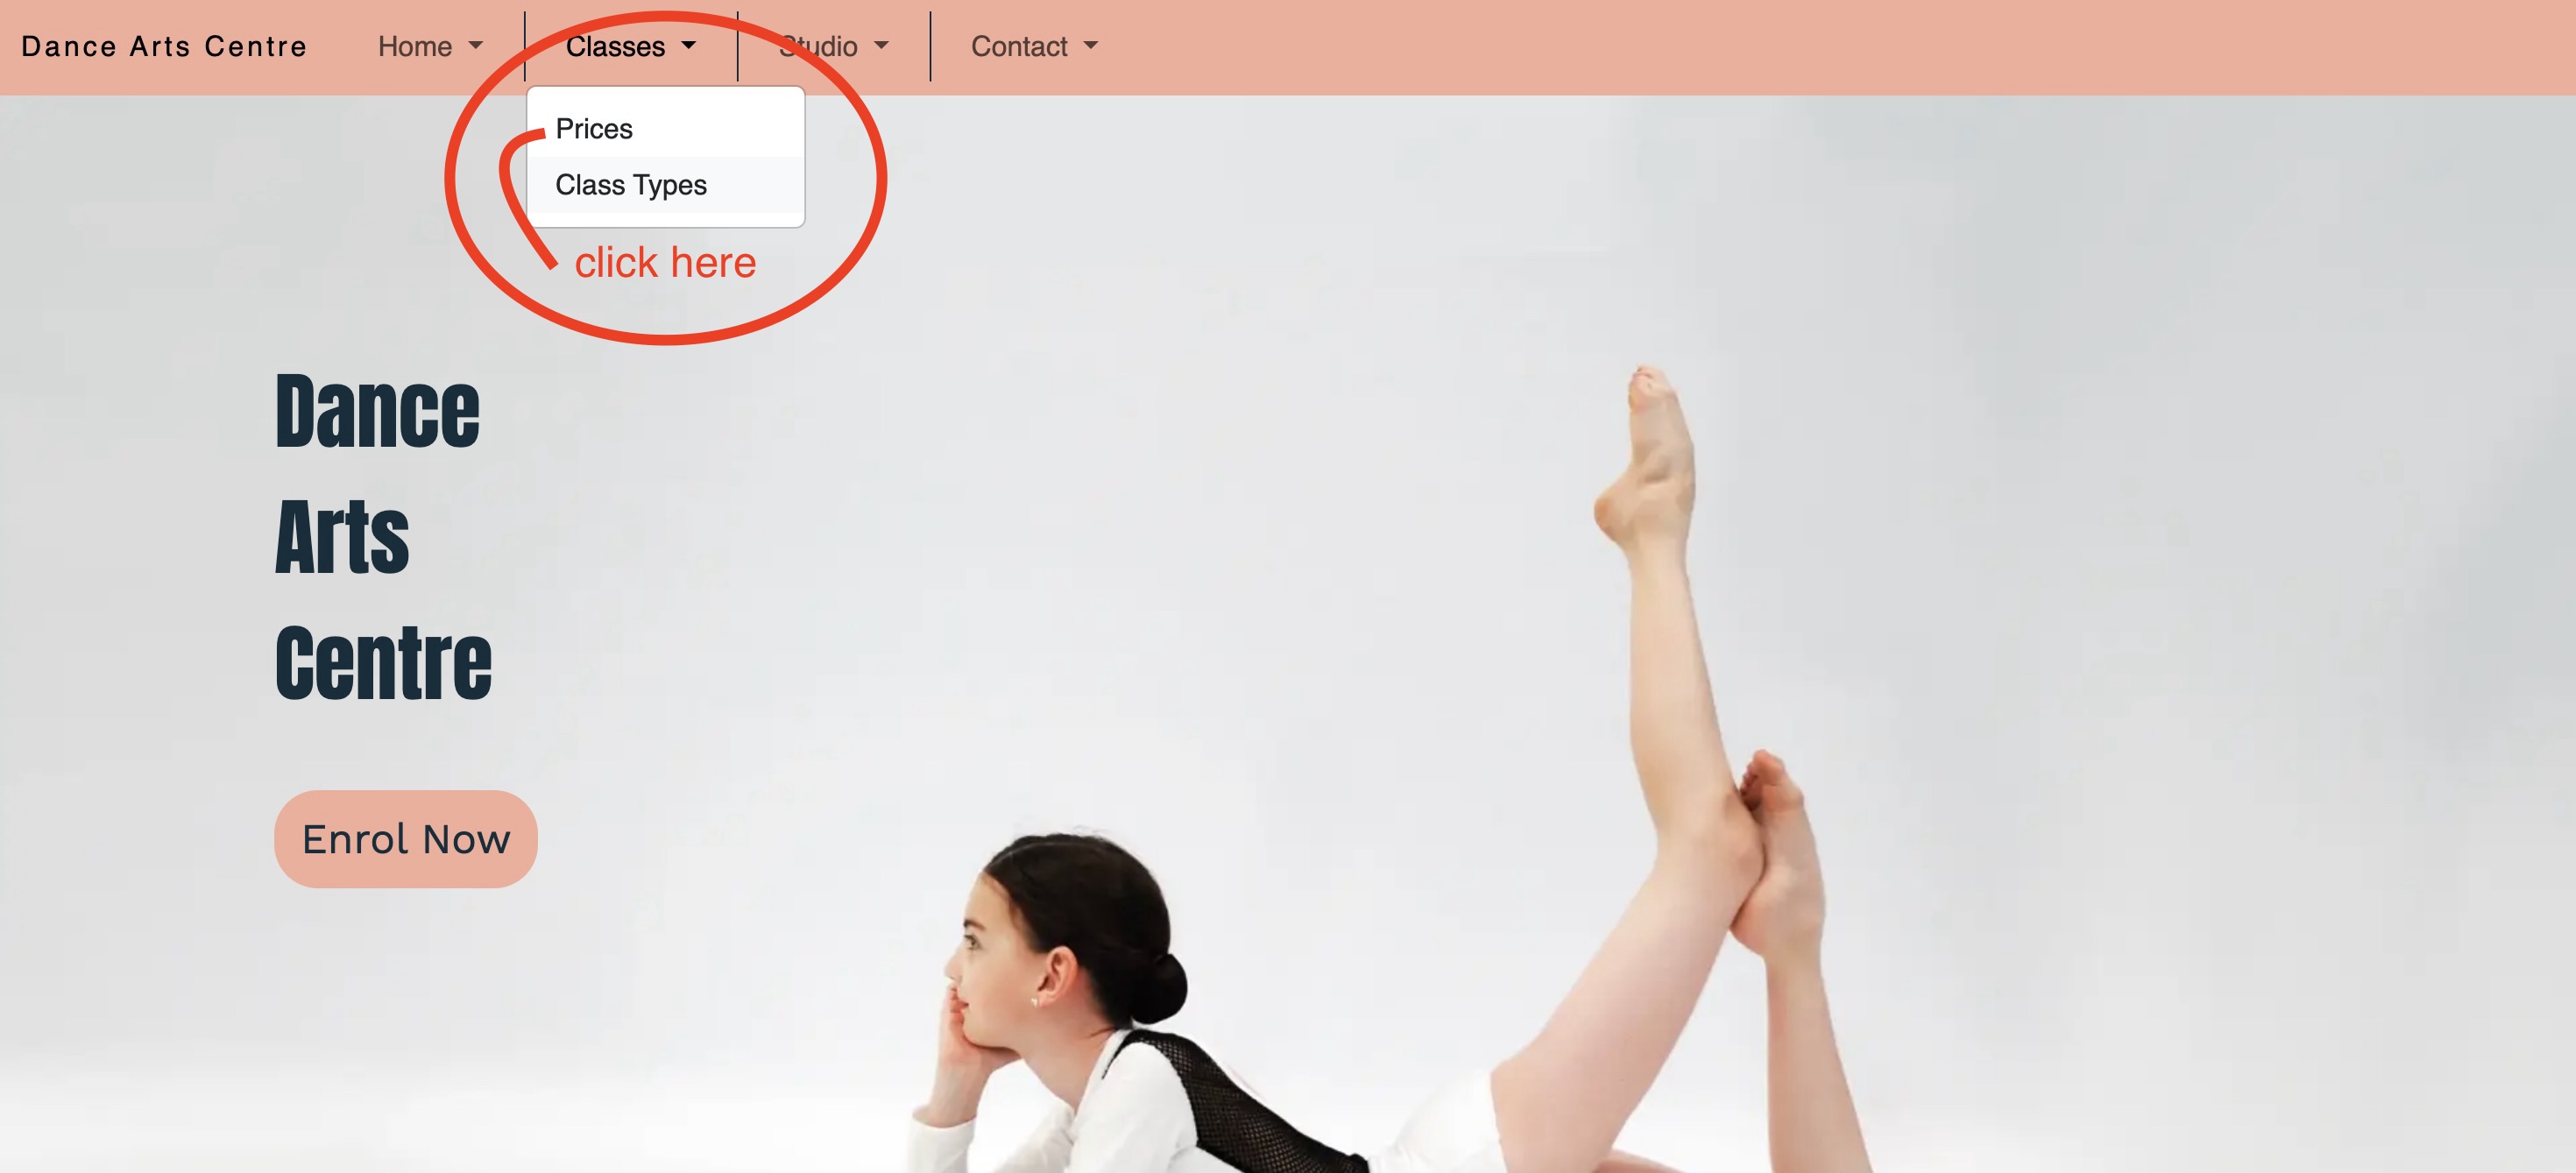 Dance Arts Centre Home Classes Studio Contact
Prices
Class Types
click here
Dance
Arts
Centre
Enrol Now